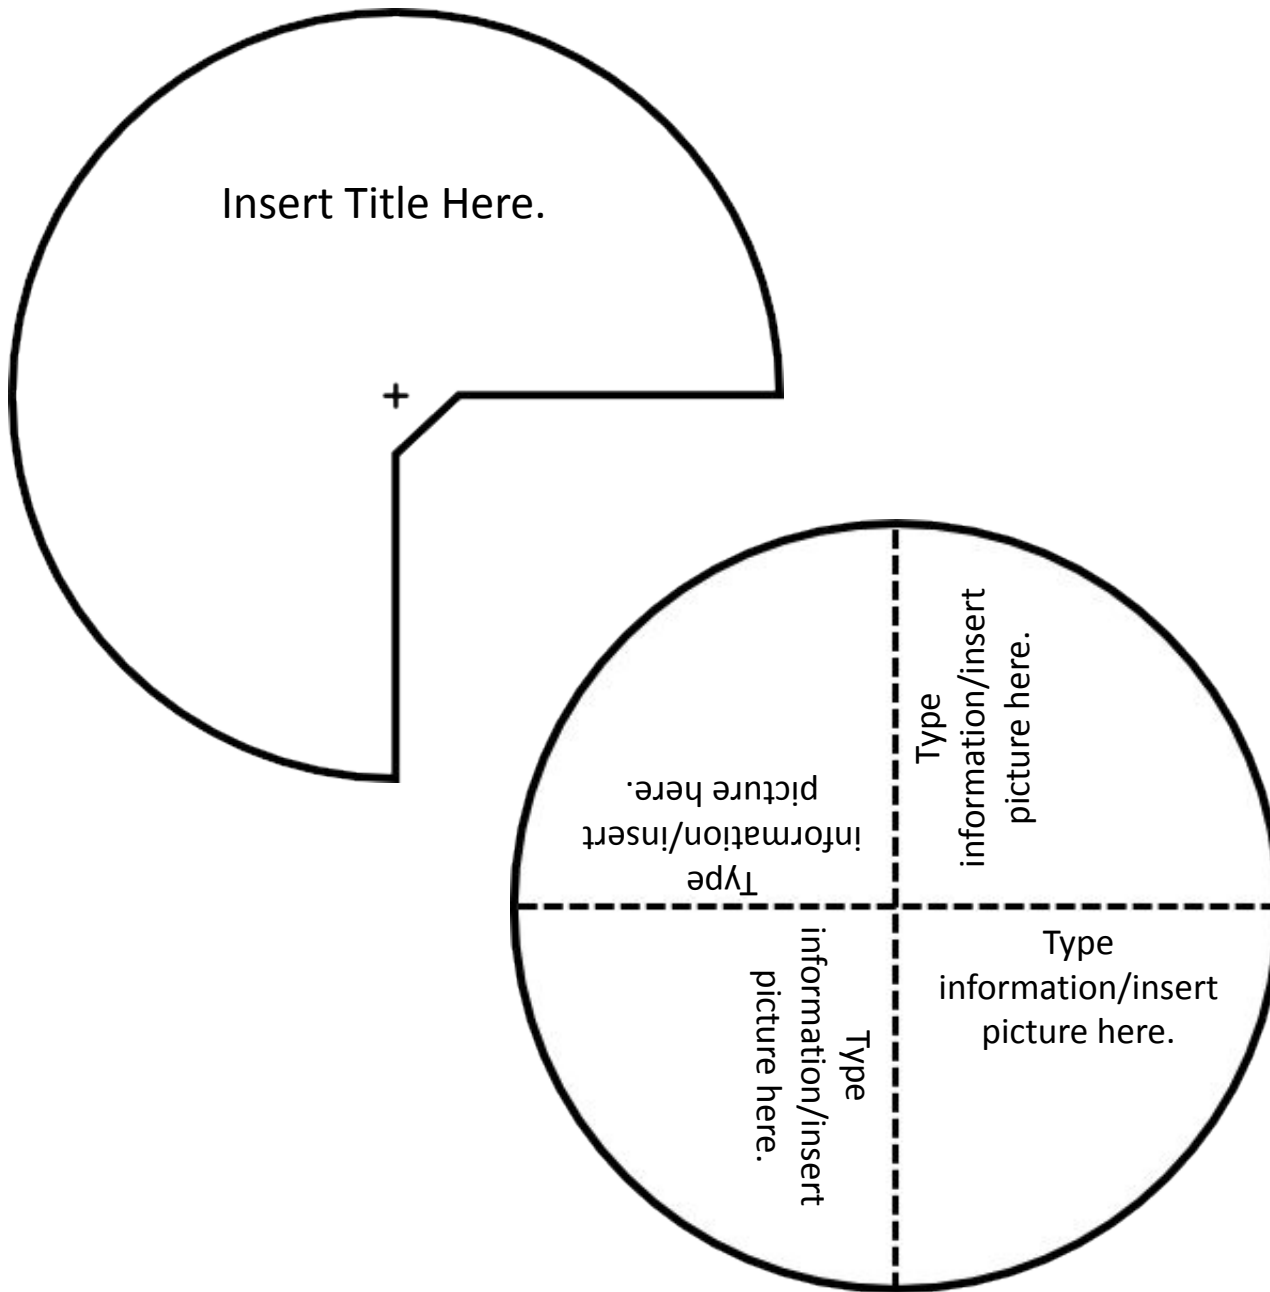 Insert Title Here.
Type
information/insert
picture here.
Type
information/insert
picture here.
Type
information/insert
picture here.
Type
information/insert
picture here.